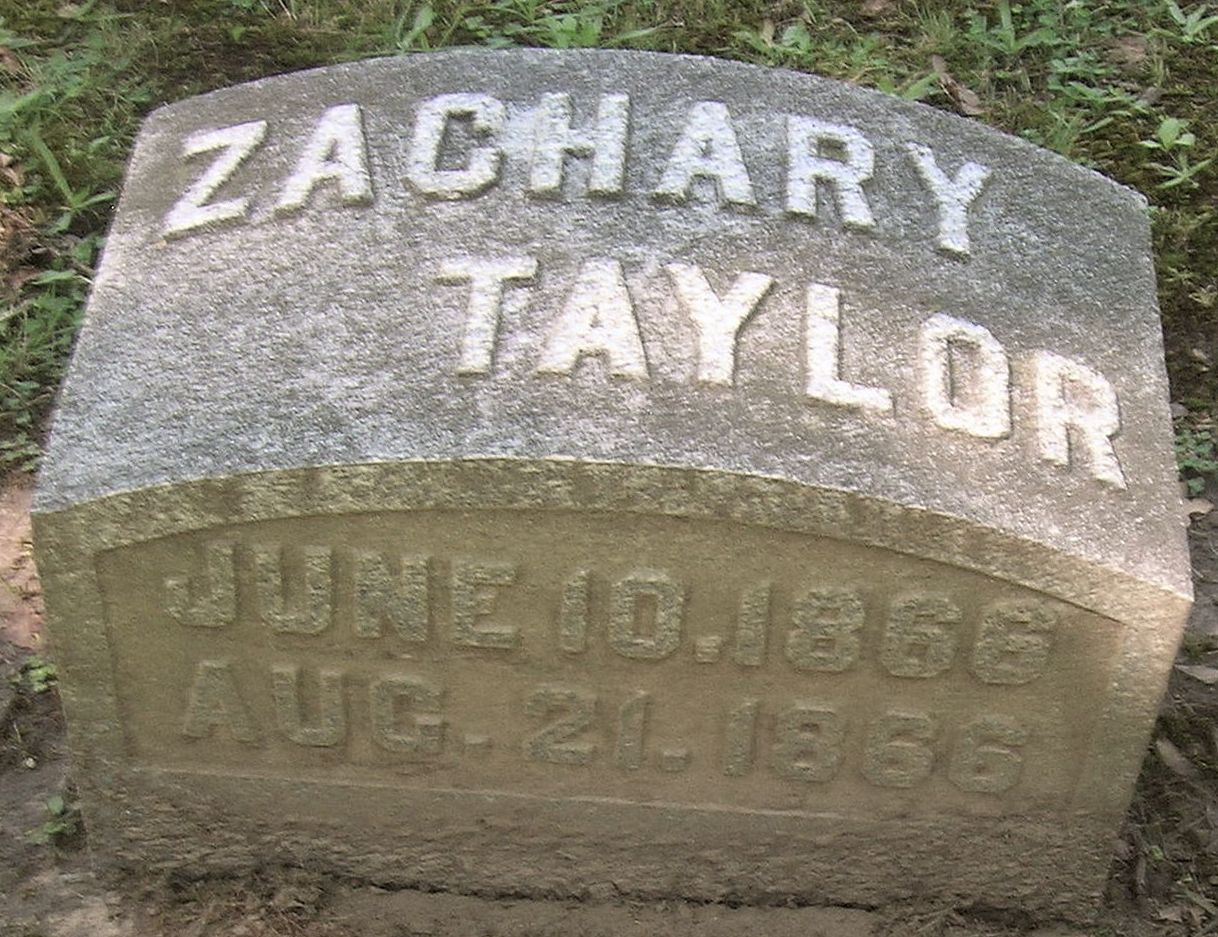 ZACHARY
TAYLOR
JUNE 10.1866
AUG. 21. 1866